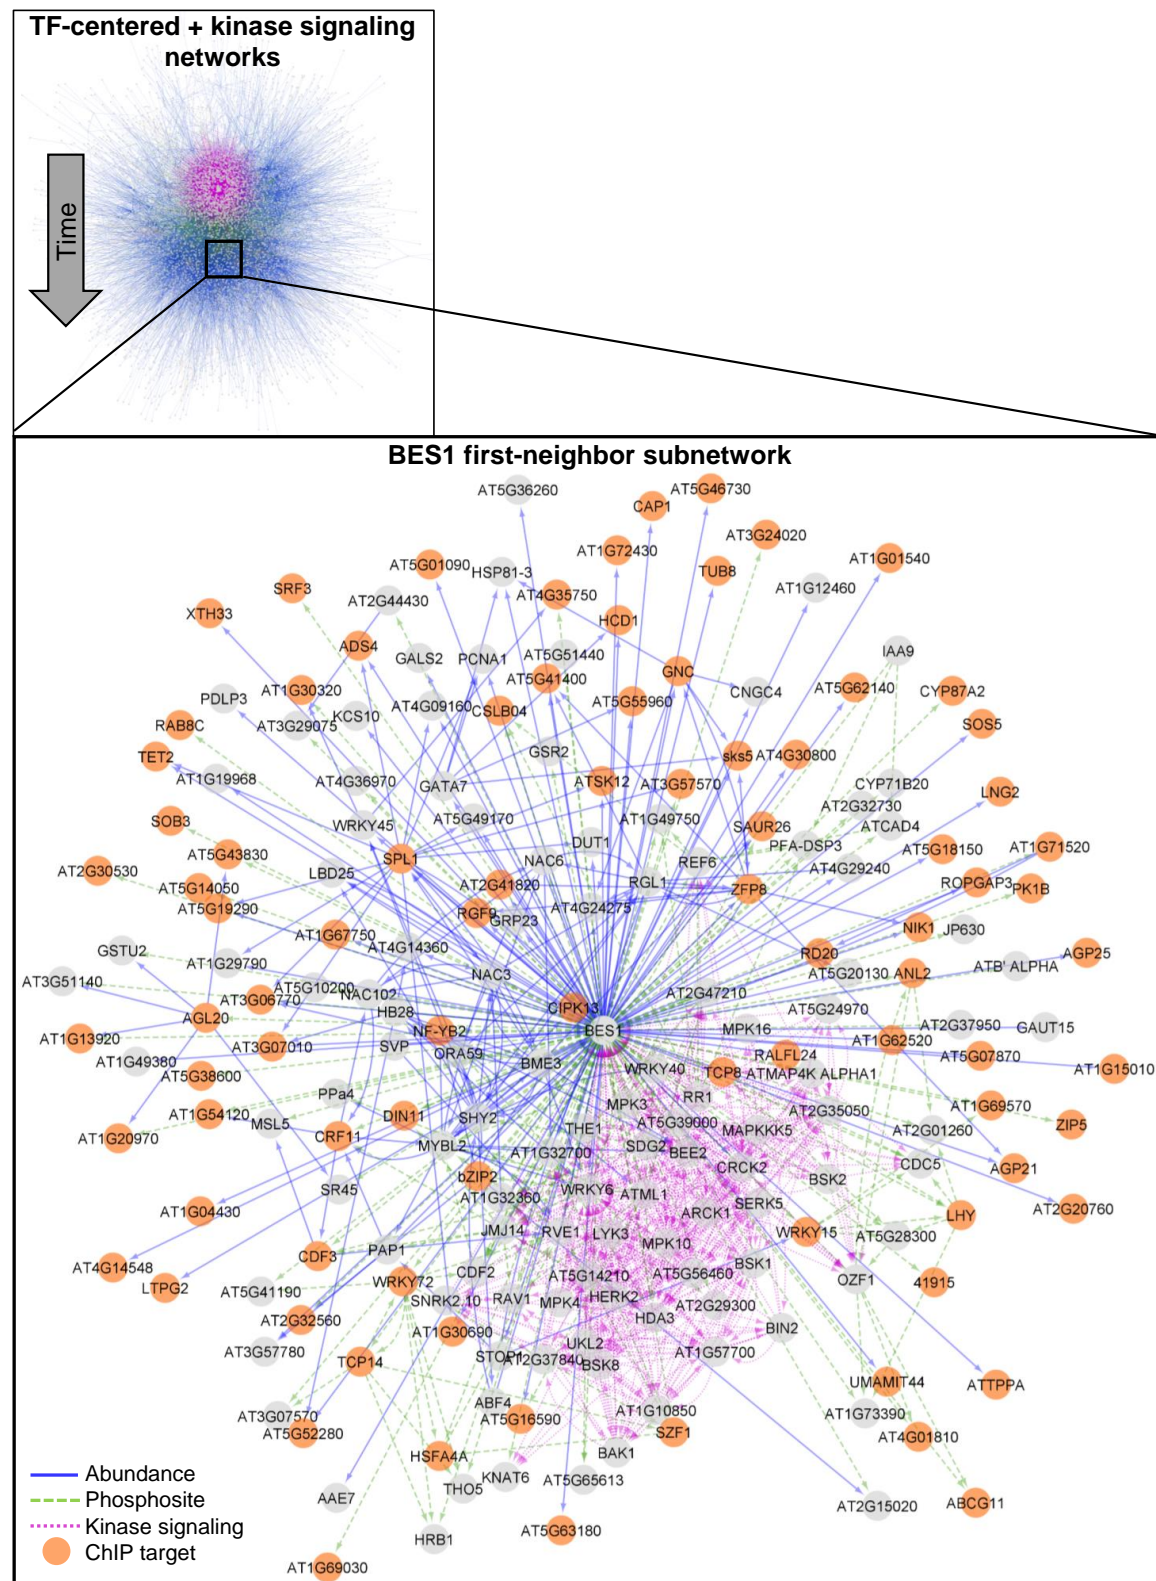 TF-centered + kinase signaling
networks
Time
BES1 first-neighbor subnetwork
AT5G36260
AT5G46730
CAP1
AT3G24020
AT1G72430
AT1G01540
AT5G01090
HSP81-3
TUB8
AT1G12460
SRF3
AT2G44430
AT4G35750
XTH33
HCD1
ADS4
GALS2
PCNA1
AT5G51440
IAA9
AT5G41400
GNC
CNGC4
AT5G62140
CYP87A2
PDLP3
AT1G30320
AT4G09160
CSLB04
AT5G55960
RAB8C
AT3G29075
KCS10
SOS5
TET2
GSR2
sks5
AT4G30800
AT1G19968
AT4G36970
GATA7
ATSK12
AT3G57570
CYP71B20
LNG2
AT2G32730
SOB3
WRKY45
AT5G49170
AT1G49750
SAUR26
ATCAD4
AT5G43830
DUT1
PFA-DSP3
AT5G18150
AT1G71520
AT2G30530
LBD25
SPL1
NAC6
REF6
AT4G29240
AT5G14050
AT2G41820
RGL1
ZFP8
ROPGAP3
PK1B
AT5G19290
RGF9
GRP23
AT4G24275
AT1G67750
NIK1
JP630
GSTU2
AT4G14360
RD20
AT3G51140
AT1G29790
NAC3
AT5G20130
ANL2
ATB' ALPHA
AGP25
AT5G10200
NAC102
AT2G47210
AT3G06770
CIPK13
AT5G24970
AGL20
HB28
NF-YB2
BES1
MPK16
AT2G37950
GAUT15
AT1G13920
AT3G07010
SVP
ORA59
AT1G62520
AT1G49380
BME3
RALFL24
AT5G07870
AT5G38600
WRKY40
TCP8
ATMAP4K ALPHA1
AT1G15010
PPa4
RR1
AT1G54120
DIN11
SHY2
MPK3
AT2G35050
AT1G69570
MSL5
THE1
AT5G39000
MAPKKK5
ZIP5
AT1G20970
CRF11
MYBL2
AT1G32700
SDG2
BEE2
AT2G01260
CRCK2
CDC5
AGP21
bZIP2
BSK2
SR45
AT1G32360
WRKY6
ATML1
SERK5
AT1G04430
ARCK1
LHY
AT2G20760
JMJ14
RVE1
LYK3
WRKY15
AT5G28300
CDF3
PAP1
MPK10
AT4G14548
CDF2
AT5G14210
AT5G56460
BSK1
OZF1
41915
LTPG2
AT5G41190
WRKY72
SNRK2.10
RAV1
MPK4
HERK2
AT2G29300
AT2G32560
HDA3
BIN2
AT3G57780
AT1G30690
UKL2
TCP14
STOP1
AT2G37840
BSK8
AT1G57700
UMAMIT44
ATTPPA
ABF4
AT3G07570
AT5G16590
AT1G10850
AT1G73390
AT5G52280
SZF1
AT4G01810
HSFA4A
BAK1
THO5
KNAT6
AT5G65613
AAE7
AT2G15020
ABCG11
HRB1
AT5G63180
AT1G69030
Abundance
Phosphosite
Kinase signaling
ChIP target